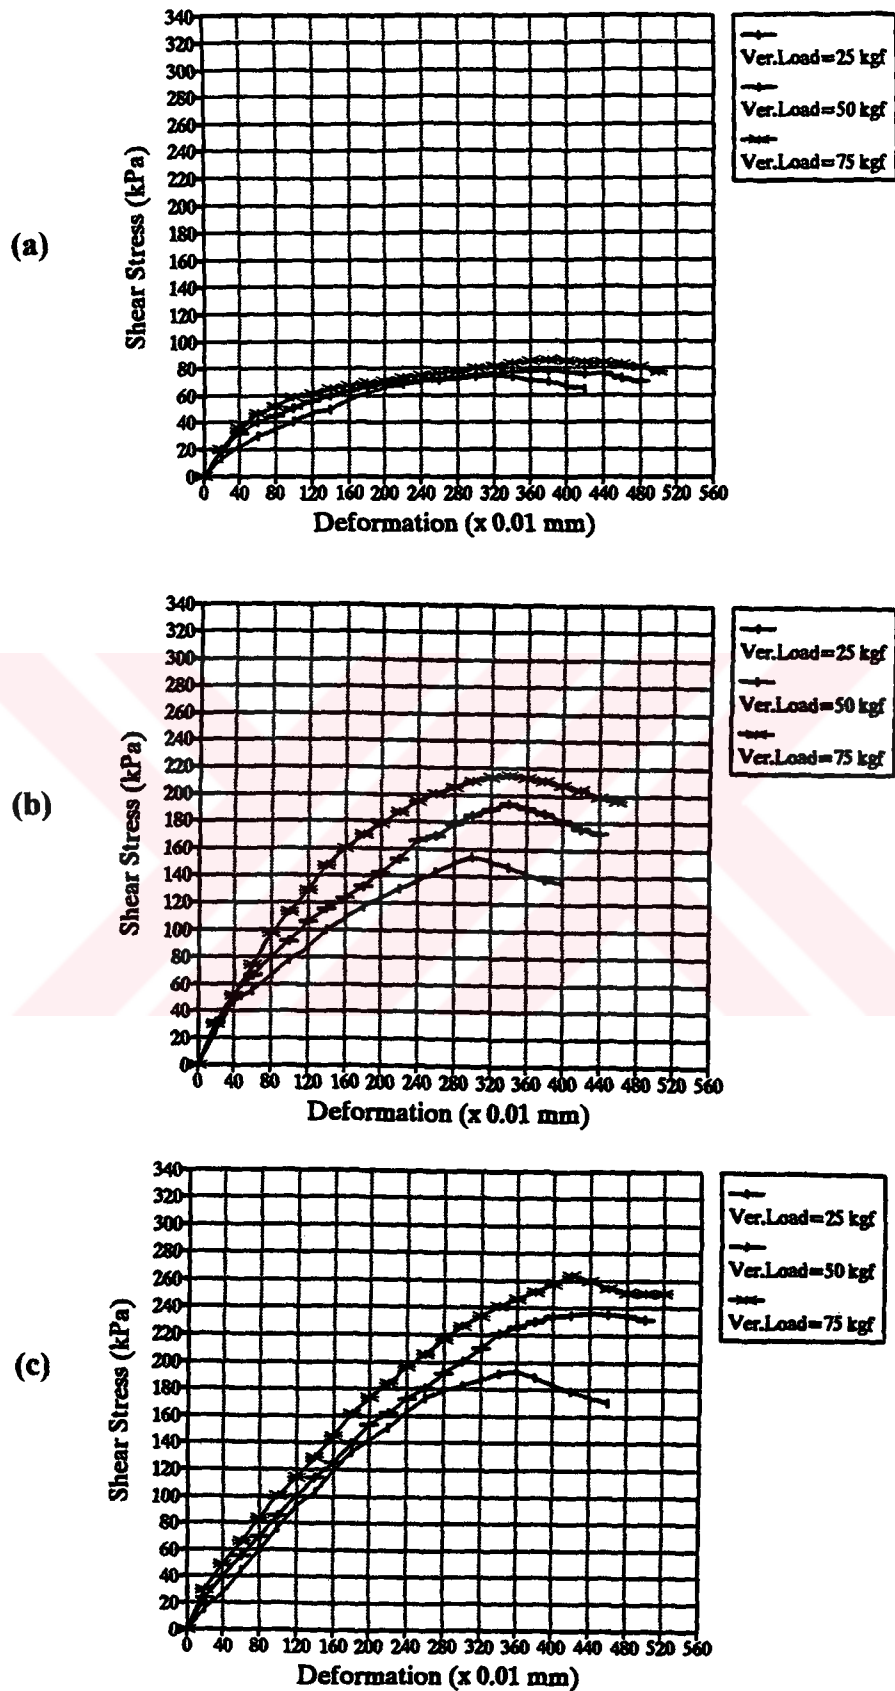 (a)
Shear Stress (kPa)
340
320
300
280
260
240
220
200
180
160
140
120
100
80
60
40
20
0
0 40 80 120 160 200 240 280 320 360 400 440 480 520 560
Deformation (x 0.01 mm)
Ver.Load=25 kgf
Ver.Load=50 kgf
Ver.Load=75 kgf
(b)
Shear Stress (kPa)
340
320
300
280
260
240
220
200
180
160
140
120
100
80
60
40
20
0
0 40 80 120 160 200 240 280 320 360 400 440 480 520 560
Deformation (x 0.01 mm)
Ver.Load=25 kgf
Ver.Load=50 kgf
Ver.Load=75 kgf
(c)
Shear Stress (kPa)
340
320
300
280
260
240
220
200
180
160
140
120
100
80
60
40
20
0
0 40 80 120 160 200 240 280 320 360 400 440 480 520 560
Deformation (x 0.01 mm)
Ver.Load=25 kgf
Ver.Load=50 kgf
Ver.Load=75 kgf